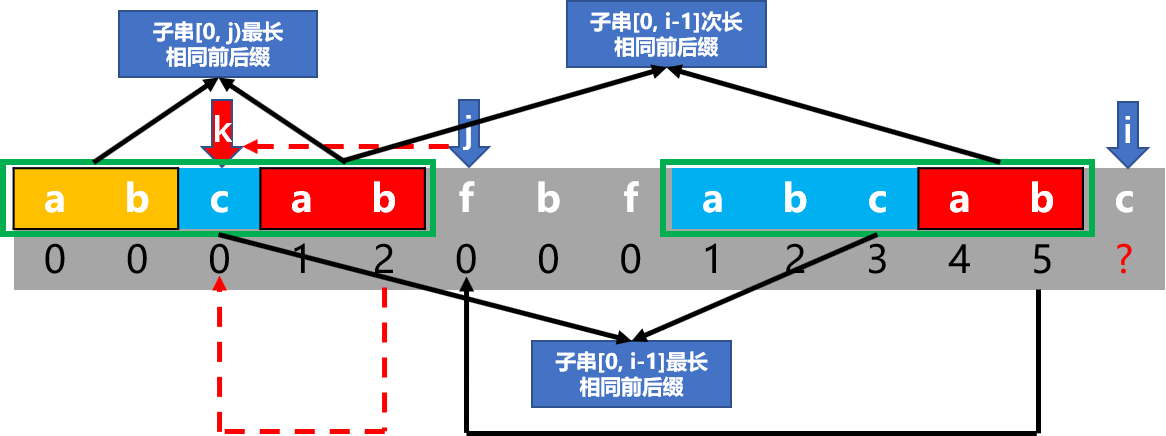 子串[0, j)最长
相同前后缀
子串[0, i-1]次长
相同前后缀
k
j
i
a b c a b f b f a b c a b c
0 0 0 1 2 0 0 0 1 2 3 4 5 ?
子串[0, i-1]最长
相同前后缀